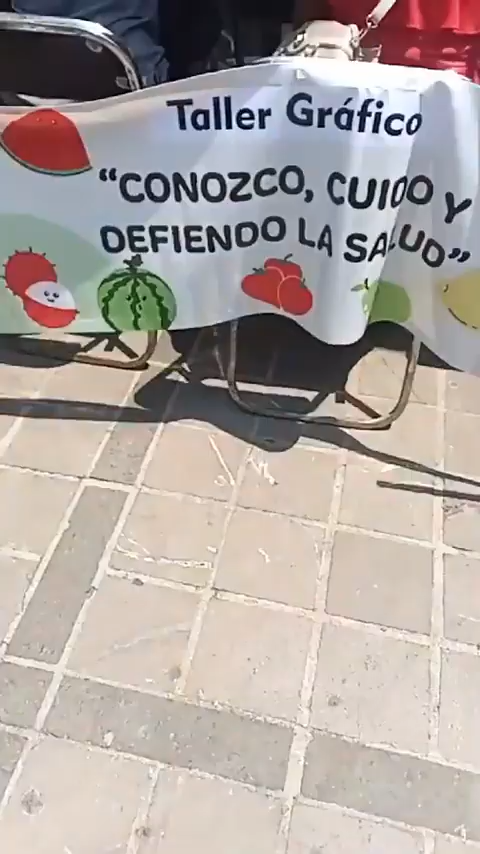 Taller Gráfico
“CONOZCO, CUIDO Y
DEFIENDO LA SALUD”